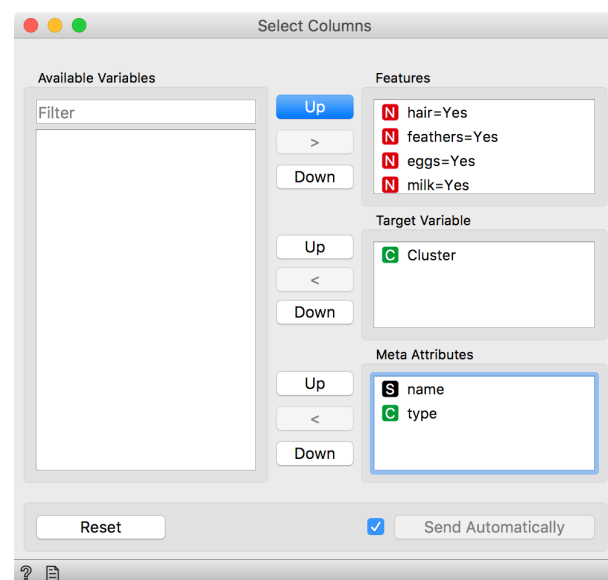 Select Columns
Available Variables
Filter
Up
>
Down
Up
<
Down
Up
<
Down
Features
N hair=Yes
N feathers=Yes
N eggs=Yes
N milk=Yes
Target Variable
C Cluster
Meta Attributes
S name
C type
Reset
Send Automatically
?